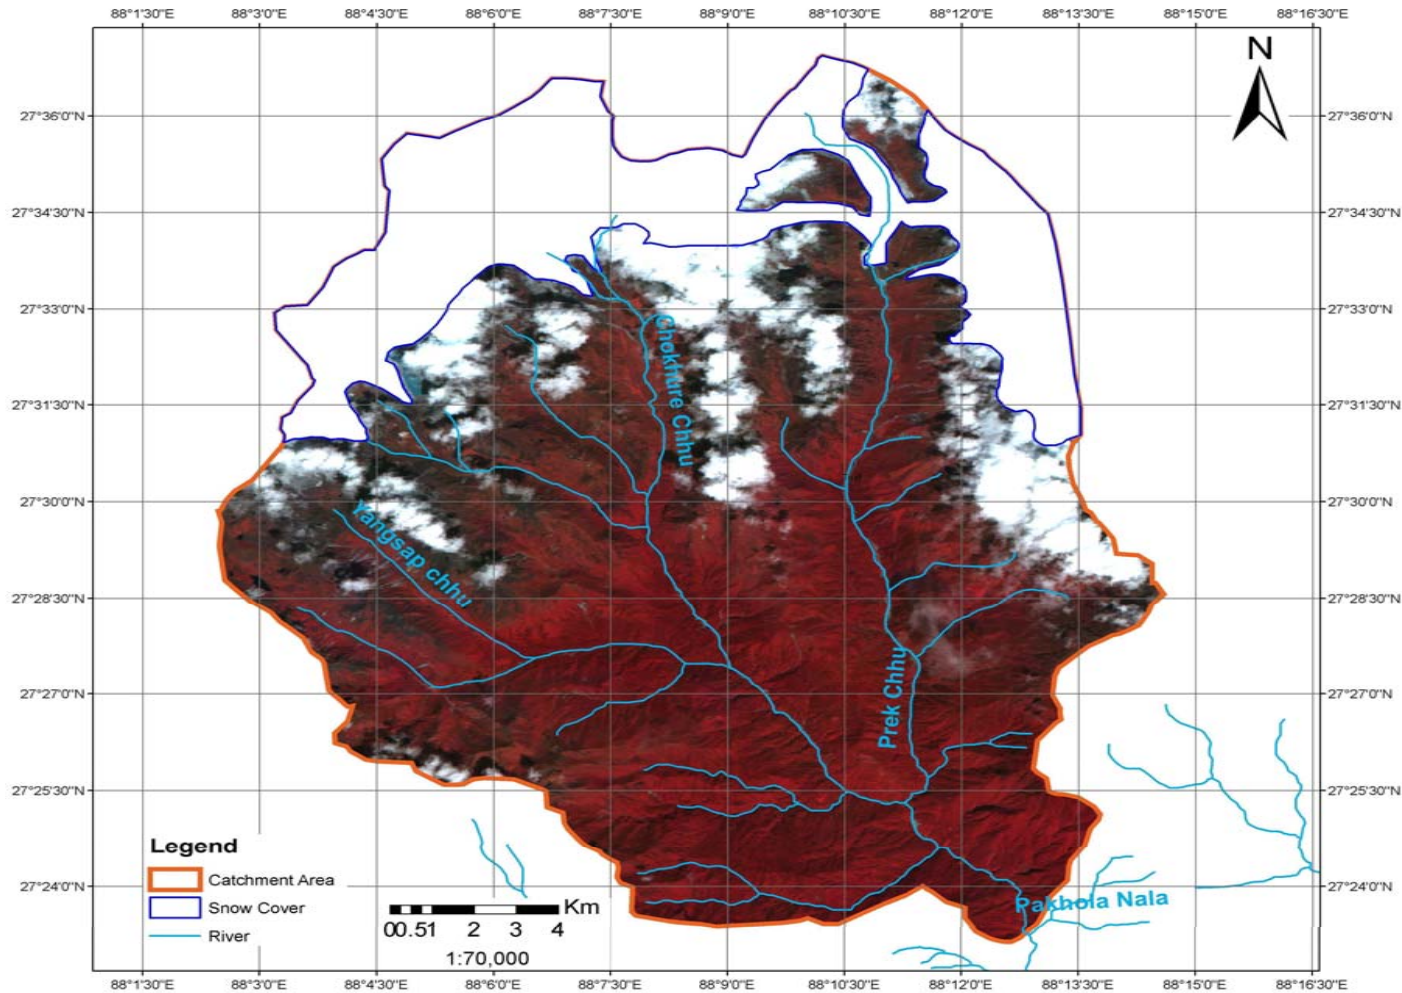 88°1'30"E 88°3'0"E 88°4'30"E 88°6'0"E 88°7'30"E 88°9'0"E 88°10'30"E 88°12'0"E 88°13'30"E 88°15'0"E 88°16'30"E
N
27°36'0"N 27°36'0"N
27°34'30"N 27°34'30"N
27°33'0"N 27°33'0"N
Chokhure Chhu
27°31'30"N 27°31'30"N
27°30'0"N 27°30'0"N
Yangsap chhu
27°28'30"N 27°28'30"N
Prek Chhu
27°27'0"N 27°27'0"N
27°25'30"N 27°25'30"N
Legend
Catchment Area
Snow Cover
River
27°24'0"N 27°24'0"N
Pakhola Nala
00.51 2 3 4 Km
1:70,000
88°1'30"E 88°3'0"E 88°4'30"E 88°6'0"E 88°7'30"E 88°9'0"E 88°10'30"E 88°12'0"E 88°13'30"E 88°15'0"E 88°16'30"E